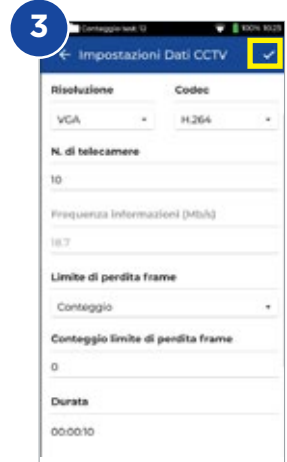 3
Conteggio test: 12
100% 10:25
← Impostazioni Dati CCTV ✓
Risoluzione Codec
VGA H.264
N. di telecamere
10
Frequenza informazioni (Mb/s)
18.7
Limite di perdita frame
Conteggio
Conteggio limite di perdita frame
0
Durata
00:00:10